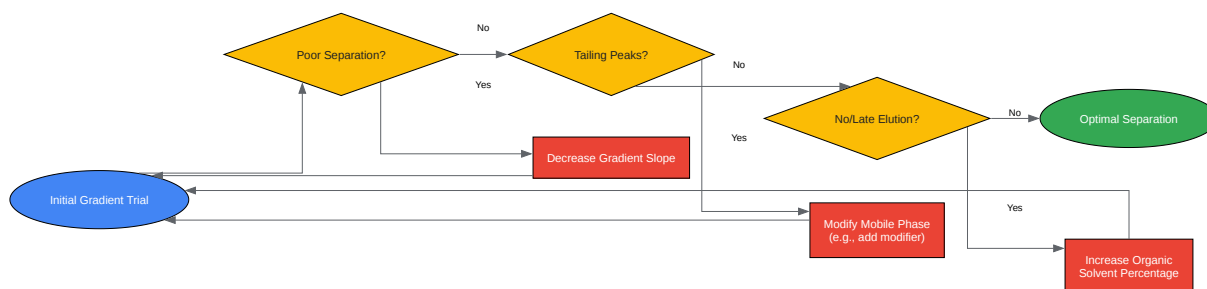 No
Poor Separation?
Tailing Peaks?
No
Yes
No
No/Late Elution?
Optimal Separation
Yes
Decrease Gradient Slope
Initial Gradient Trial
Yes
Modify Mobile Phase
(e.g., add modifier)
Increase Organic
Solvent Percentage